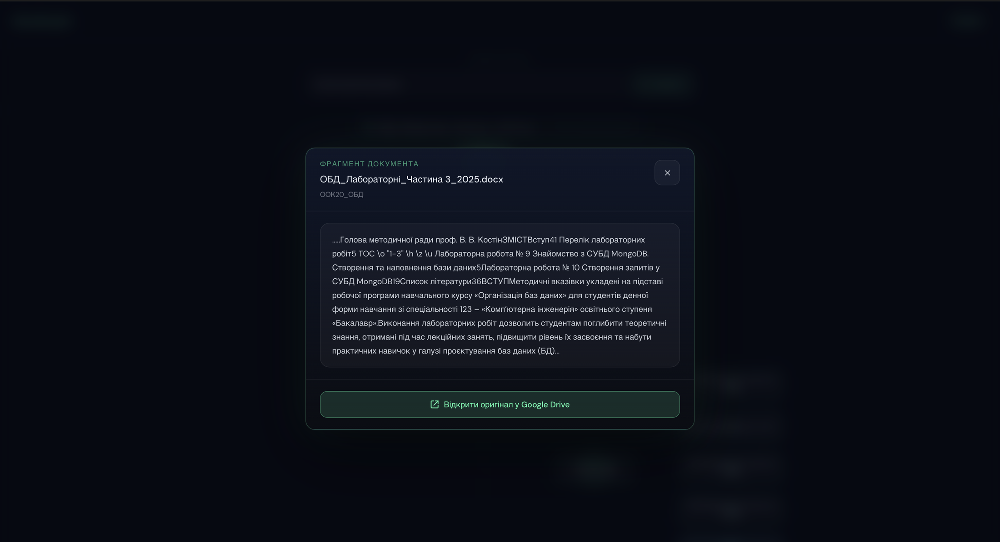 ФРАГМЕНТ ДОКУМЕНТА
ОБД_Лабораторні_Частина 3_2025.docx
ООК20_ОБД
.....Голова методичної ради проф. В. В. КостінЗМІСТВступ41 Перелік лабораторних
робіт5 TOC \o "1-3" \h \z \u Лабораторна робота № 9 Знайомство з СУБД MongoDB.
Створення та наповнення бази даних5Лабораторна робота № 10 Створення запитів у
СУБД MongoDB19Список літератури36ВСТУПМетодичні вказівки укладені на підставі
робочої програми навчального курсу «Організація баз даних» для студентів денної
форми навчання зі спеціальності 123 – «Комп’ютерна інженерія» освітнього ступеня
«Бакалавр».Виконання лабораторних робіт дозволить студентам поглибити теоретичні
знання, отримані під час лекційних занять, підвищити рівень їх засвоєння та набути
практичних навичок у галузі проєктування баз даних (БД)...
Відкрити оригінал у Google Drive